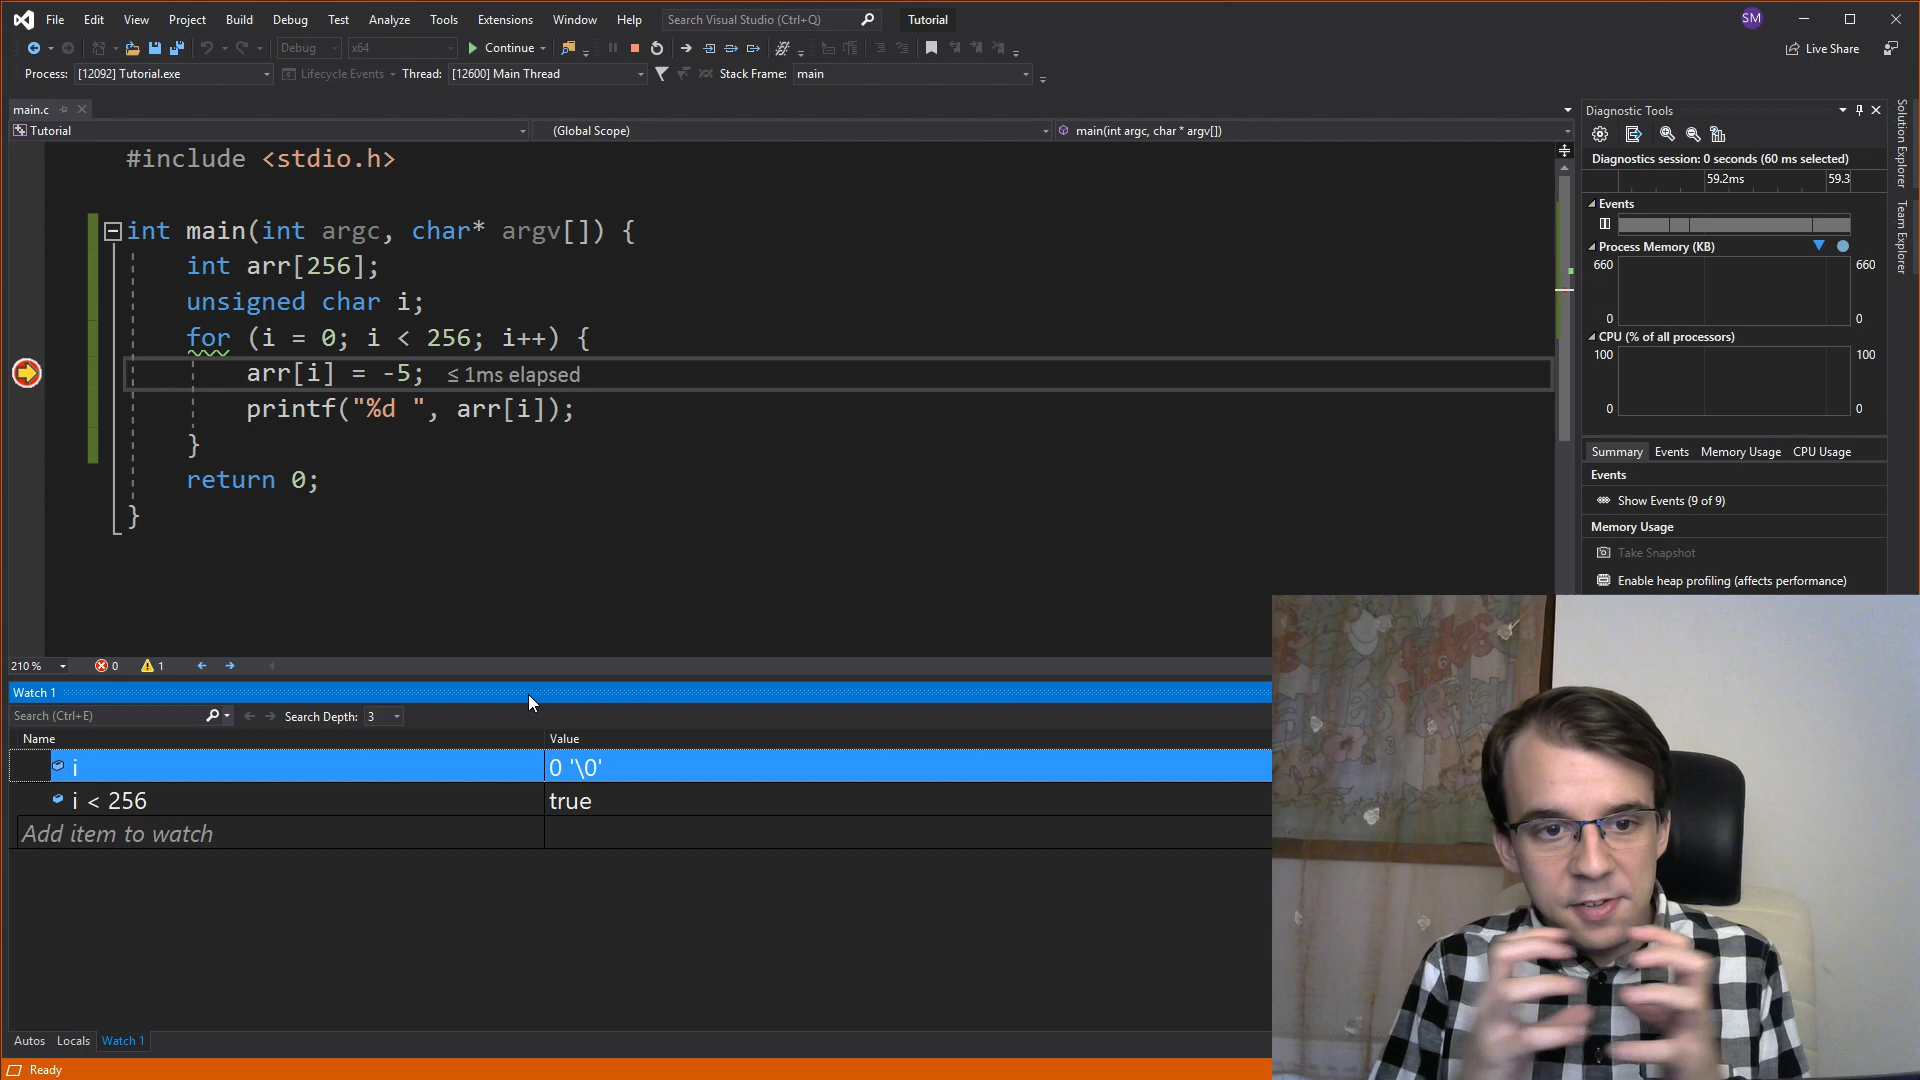 File Edit View Project Build Debug Test Analyze Tools Extensions Window Help Search Visual Studio (Ctrl+Q) Tutorial SM
Debug x64 Continue Live Share
Process: [12092] Tutorial.exe Lifecycle Events Thread: [12600] Main Thread Stack Frame: main
main.c
Tutorial (Global Scope) main(int argc, char * argv[])
#include <stdio.h>
int main(int argc, char* argv[]) {
int arr[256];
unsigned char i;
for (i = 0; i < 256; i++) {
arr[i] = -5; ≤ 1ms elapsed
printf("%d ", arr[i]);
}
return 0;
}
210 % 0 1
Watch 1
Search (Ctrl+E) Search Depth: 3
Name Value
i 0 '\0'
i < 256 true
Add item to watch
Autos Locals Watch 1
Ready
Diagnostic Tools
Diagnostics session: 0 seconds (60 ms selected)
59.2ms 59.3
Events
Process Memory (KB)
660 660
0 0
CPU (% of all processors)
100 100
0 0
Summary Events Memory Usage CPU Usage
Events
Show Events (9 of 9)
Memory Usage
Take Snapshot
Enable heap profiling (affects performance)
Solution Explorer
Team Explorer